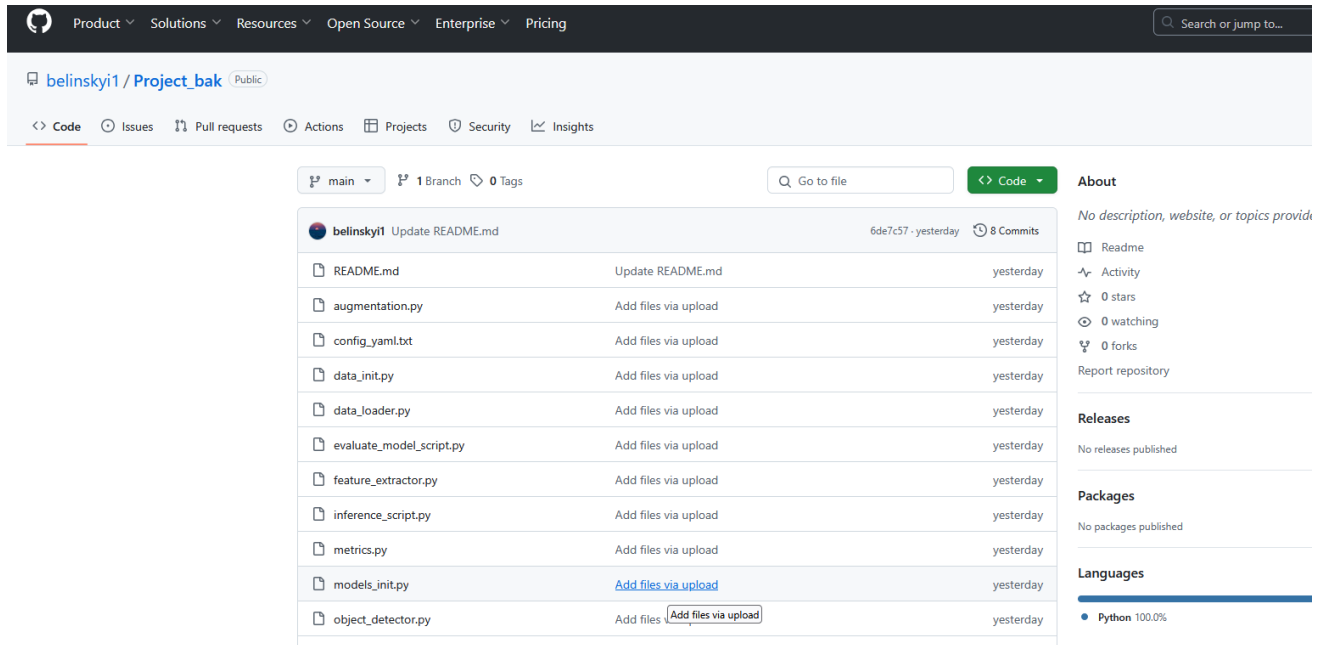 Product Solutions Resources Open Source Enterprise Pricing Search or jump to...
belinskyi1 / Project_bak Public
Code Issues Pull requests Actions Projects Security Insights
main 1 Branch 0 Tags Go to file Code
belinskyi1 Update README.md 6de7c57 · yesterday 8 Commits
README.md Update README.md yesterday
augmentation.py Add files via upload yesterday
config_yaml.txt Add files via upload yesterday
data_init.py Add files via upload yesterday
data_loader.py Add files via upload yesterday
evaluate_model_script.py Add files via upload yesterday
feature_extractor.py Add files via upload yesterday
inference_script.py Add files via upload yesterday
metrics.py Add files via upload yesterday
models_init.py Add files via upload yesterday
object_detector.py Add files yesterday
Add files via upload
About
No description, website, or topics provide
Readme
Activity
0 stars
0 watching
0 forks
Report repository
Releases
No releases published
Packages
No packages published
Languages
Python 100.0%